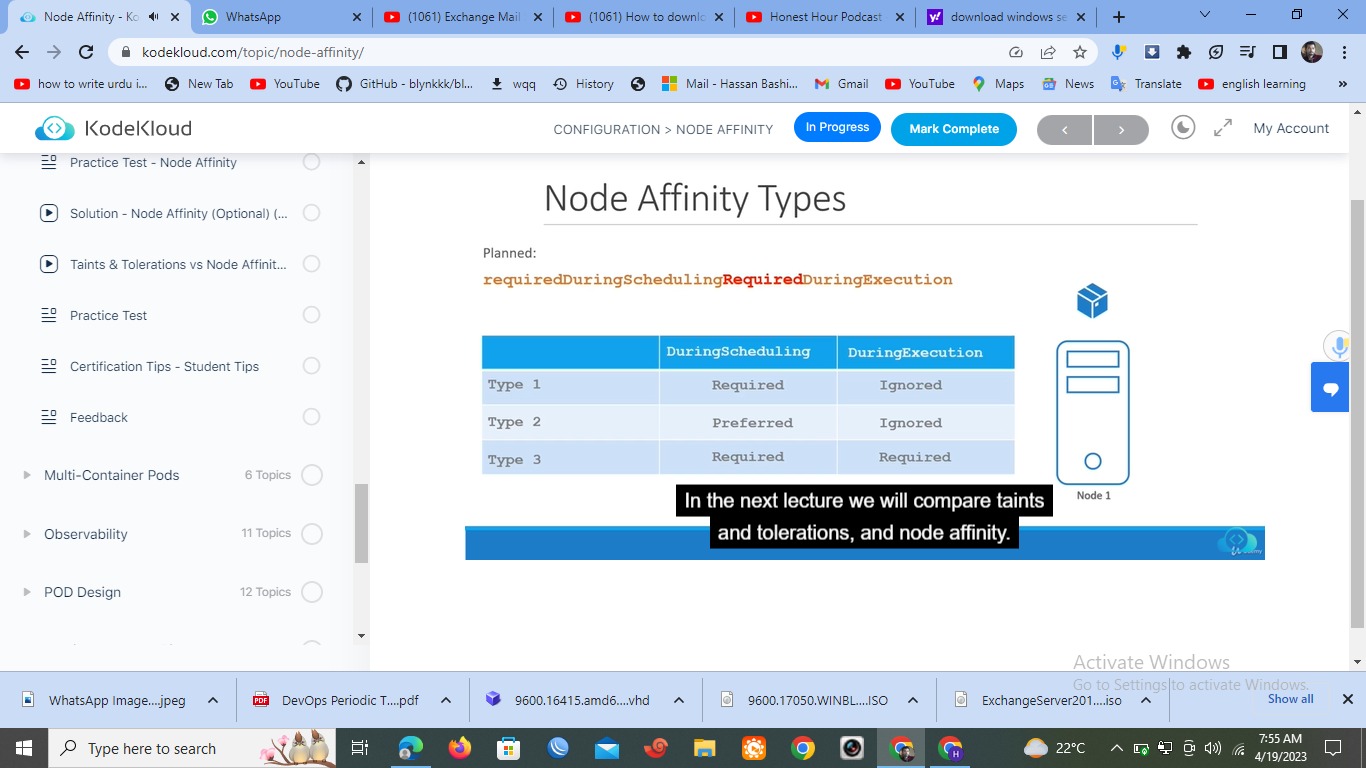 Node Affinity - Ko
WhatsApp
(1061) Exchange Mail
(1061) How to downlo
Honest Hour Podcast
download windows se
kodekloud.com/topic/node-affinity/
how to write urdu i...
New Tab
YouTube
GitHub - blynkkk/bl...
wqq
History
Mail - Hassan Bashi...
Gmail
YouTube
Maps
News
Translate
english learning
»
KodeKloud
CONFIGURATION > NODE AFFINITY
In Progress
Mark Complete
My Account
Practice Test - Node Affinity
Solution - Node Affinity (Optional) (...
Taints & Tolerations vs Node Affinit...
Practice Test
Certification Tips - Student Tips
Feedback
Multi-Container Pods 6 Topics
Observability 11 Topics
POD Design 12 Topics
Node Affinity Types
Planned:
requiredDuringSchedulingRequiredDuringExecution
DuringScheduling DuringExecution
Type 1 Required Ignored
Type 2 Preferred Ignored
Type 3 Required Required
Node 1
In the next lecture we will compare taints
and tolerations, and node affinity.
Activate Windows
Go to Settings to activate Windows.
WhatsApp Image....jpeg
DevOps Periodic T....pdf
9600.16415.amd6....vhd
9600.17050.WINBL....ISO
ExchangeServer201....iso
Show all
Type here to search
22°C
7:55 AM
4/19/2023